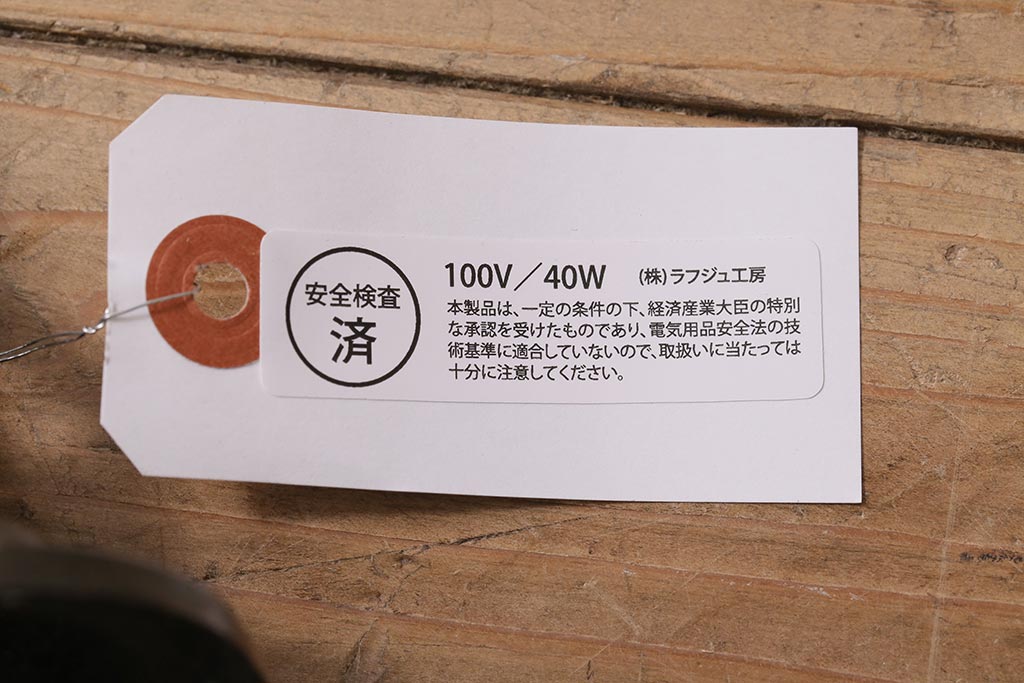 安全検査
済
100V／40W (株)ラフジュ工房
本製品は、一定の条件の下、経済産業大臣の特別
な承認を受けたものであり、電気用品安全法の技
術基準に適合していないので、取扱いに当たっては
十分に注意してください。